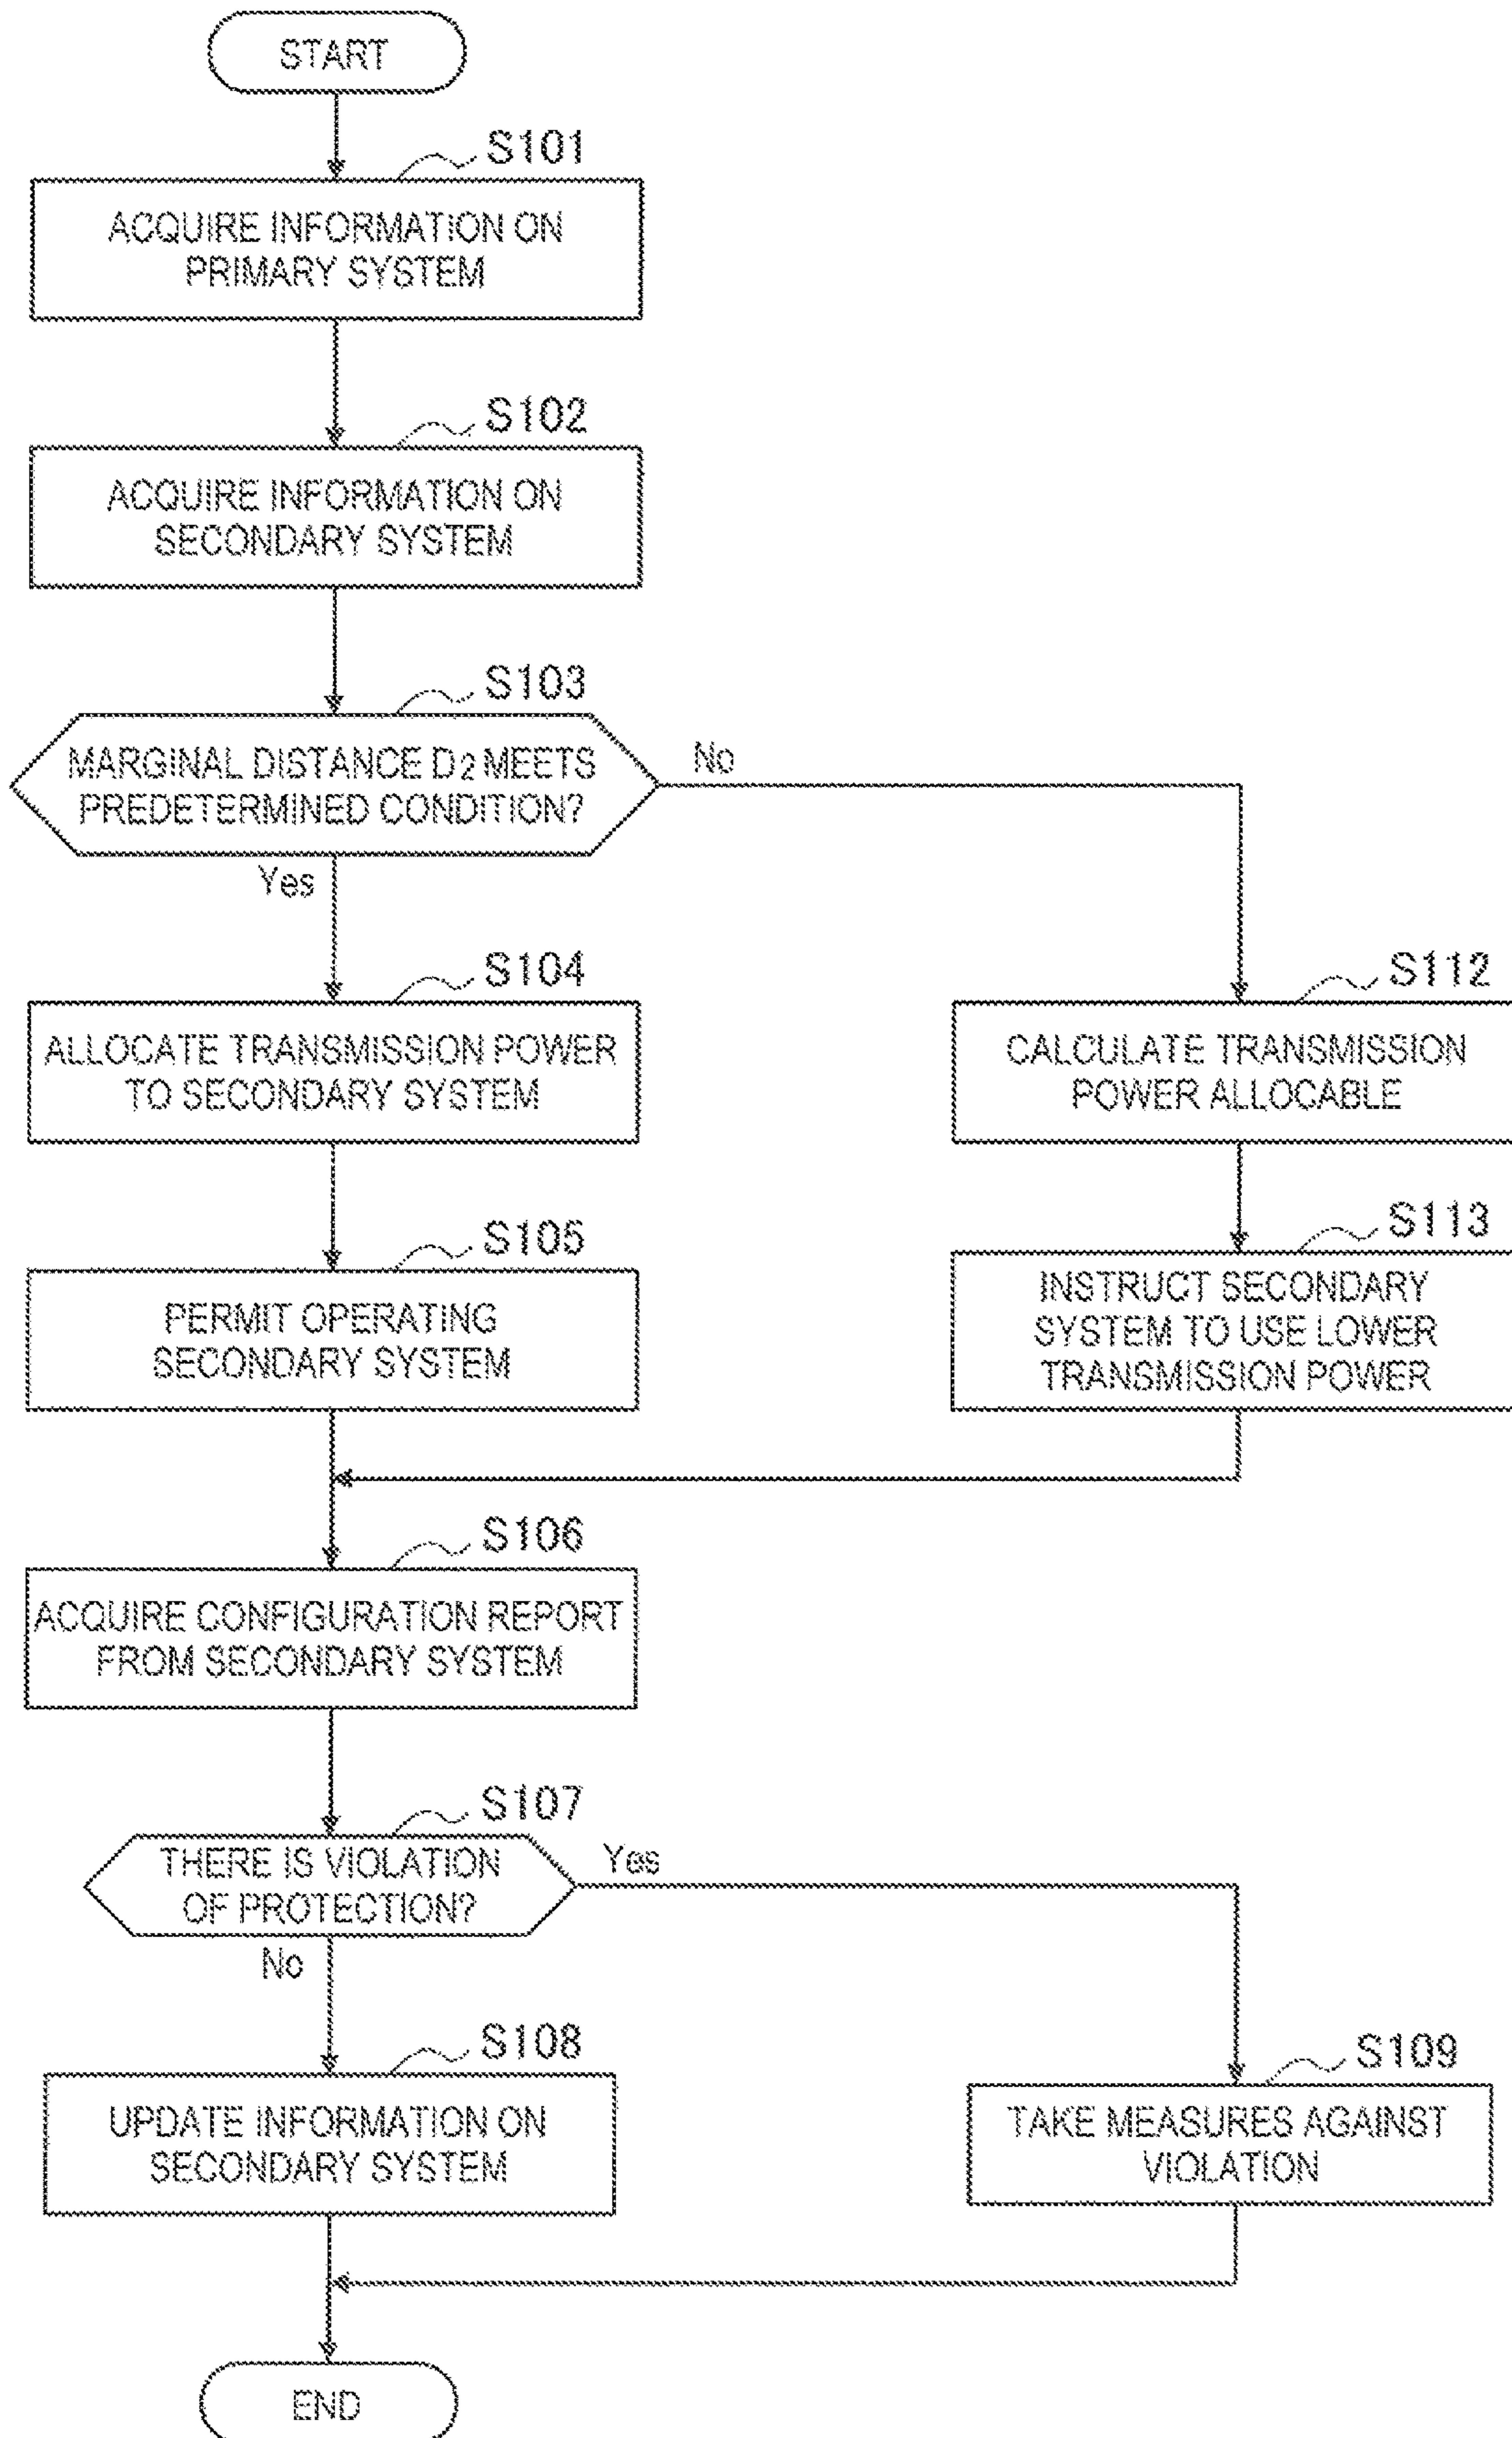 START
S101
ACQUIRE INFORMATION ON
PRIMARY SYSTEM
S102
ACQUIRE INFORMATION ON
SECONDARY SYSTEM
S103
MARGINAL DISTANCE D2 MEETS
PREDETERMINED CONDITION?
No
Yes
S104
ALLOCATE TRANSMISSION POWER
TO SECONDARY SYSTEM
S112
CALCULATE TRANSMISSION
POWER ALLOCABLE
S105
PERMIT OPERATING
SECONDARY SYSTEM
S113
INSTRUCT SECONDARY
SYSTEM TO USE LOWER
TRANSMISSION POWER
S106
ACQUIRE CONFIGURATION REPORT
FROM SECONDARY SYSTEM
S107
THERE IS VIOLATION
OF PROTECTION?
Yes
No
S108
UPDATE INFORMATION ON
SECONDARY SYSTEM
S109
TAKE MEASURES AGAINST
VIOLATION
END